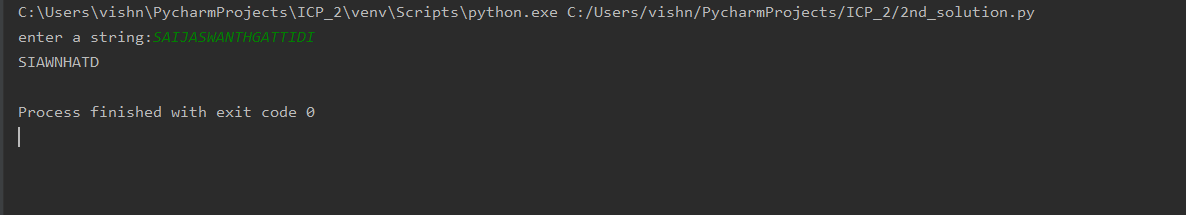 C:\Users\vishn\PycharmProjects\ICP_2\venv\Scripts\python.exe C:/Users/vishn/PycharmProjects/ICP_2/2nd_solution.py
enter a string:SAIJASWANTHGATTIDI
SIAWNHATD
Process finished with exit code 0